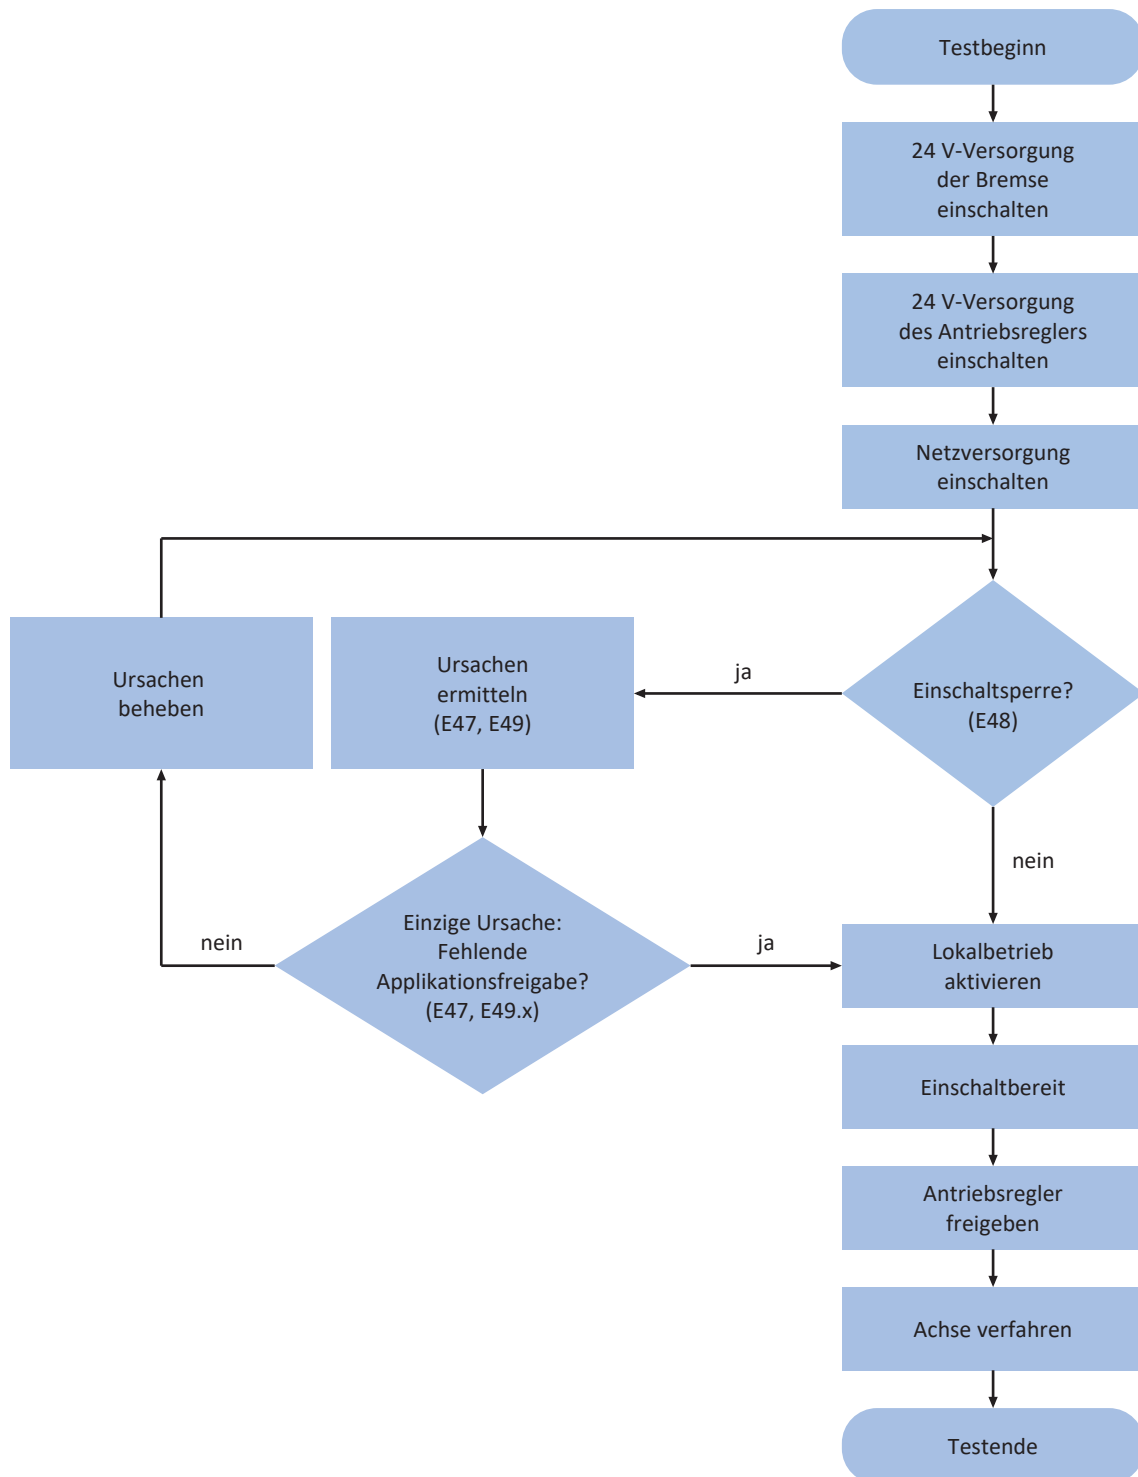 Testbeginn
24 V-Versorgung
der Bremse
einschalten
24 V-Versorgung
des Antriebsreglers
einschalten
Netzversorgung
einschalten
Einschaltsperre?
(E48)
ja
Ursachen
ermitteln
(E47, E49)
Ursachen
beheben
nein
Einzige Ursache:
Fehlende
Applikationsfreigabe?
(E47, E49.x)
nein
ja
Lokalbetrieb
aktivieren
Einschaltbereit
Antriebsregler
freigeben
Achse verfahren
Testende